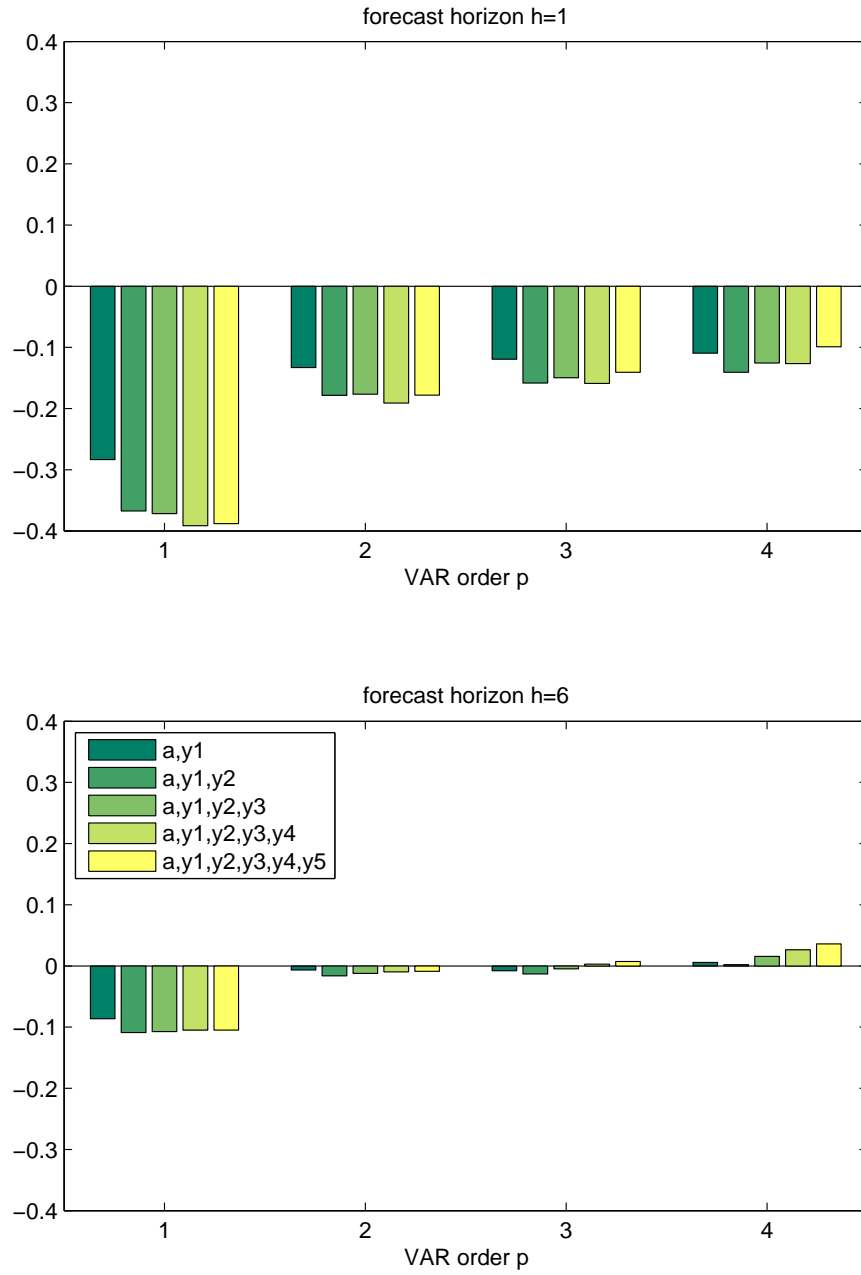 forecast horizon h=1
0.4
0.3
0.2
0.1
0
−0.1
−0.2
−0.3
−0.4
1 2 3 4
VAR order p
forecast horizon h=6
0.4
0.3
0.2
0.1
0
−0.1
−0.2
−0.3
−0.4
a,y1
a,y1,y2
a,y1,y2,y3
a,y1,y2,y3,y4
a,y1,y2,y3,y4,y5
1 2 3 4
VAR order p